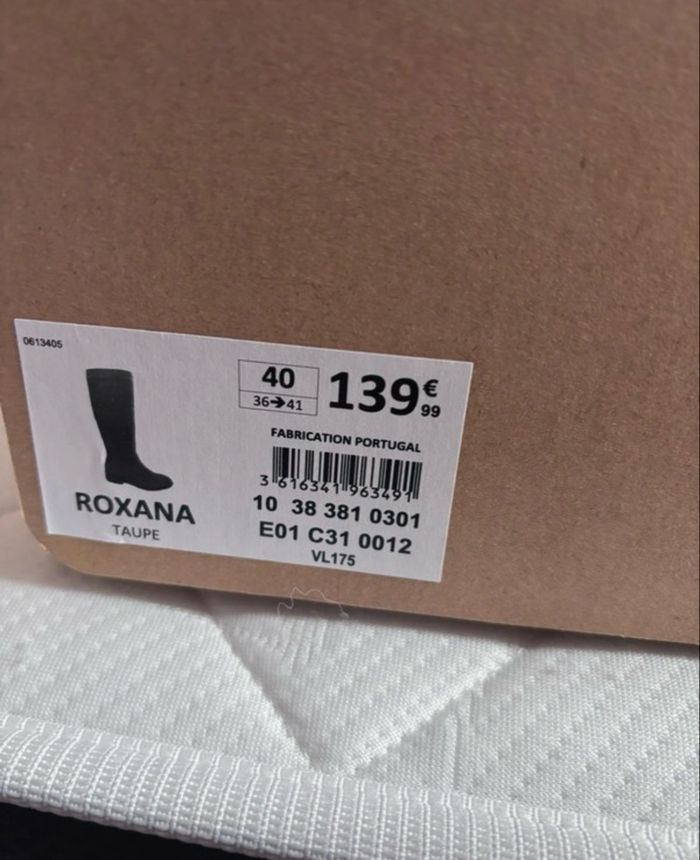 0613405
40
36➔41
139€99
FABRICATION PORTUGAL
3 616341 963491
10 38 381 0301
E01 C31 0012
VL175
ROXANA
TAUPE